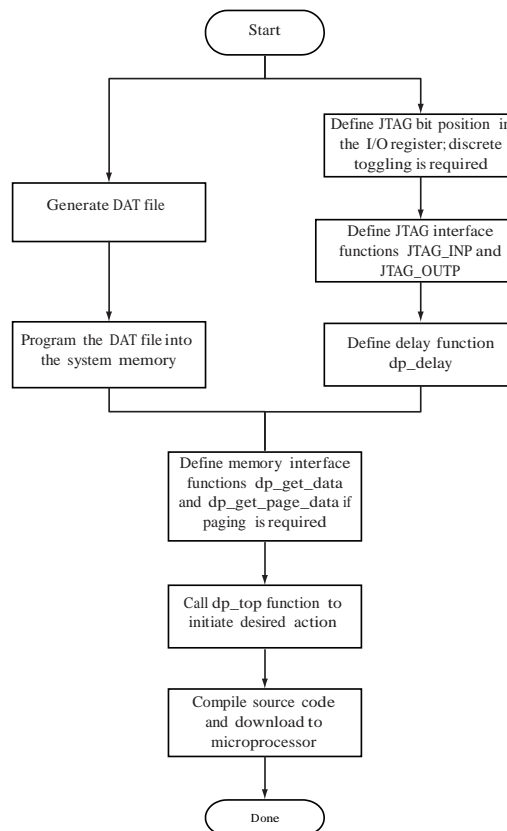 Start
Define JTAG bit position in
the I/O register; discrete
toggling is required
Generate DAT file
Define JTAG interface
functions JTAG_INP and
JTAG_OUTP
Program the DAT file into
the system memory
Define delay function
dp_delay
Define memory interface
functions dp_get_data
and dp_get_page_data if
paging is required
Call dp_top function to
initiate desired action
Compile source code
and download to
microprocessor
Done